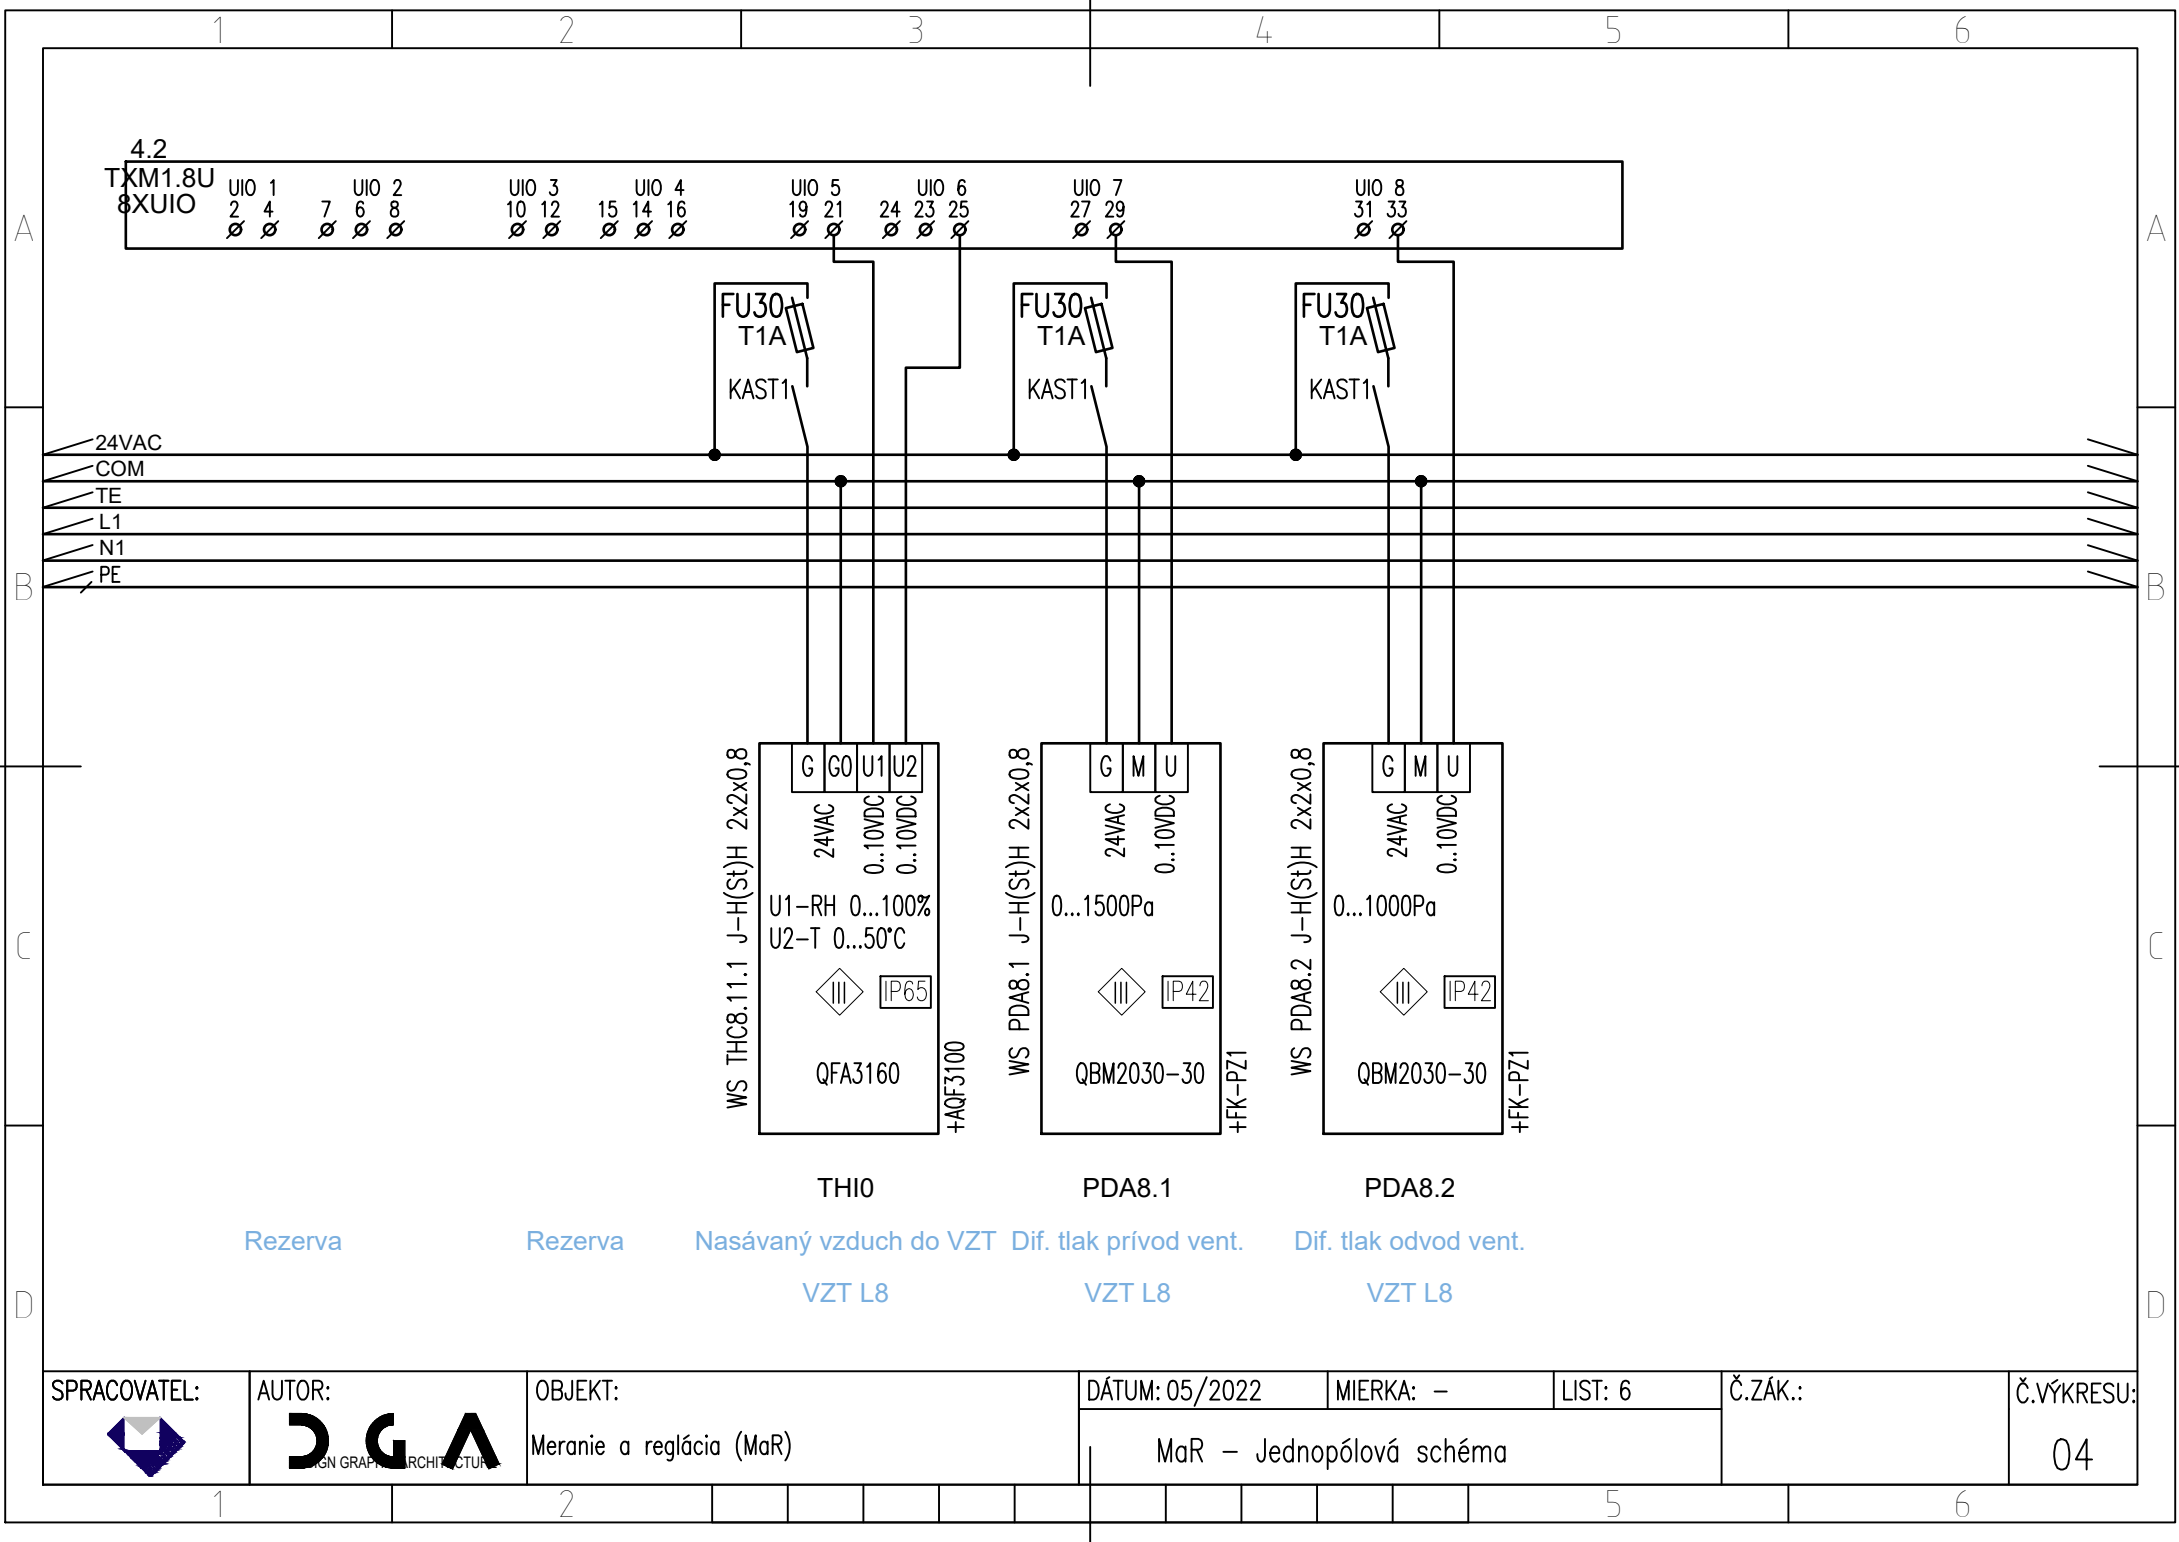 1 2 3 4 5 6
4.2
TXM1.8U
8XUIO
UIO 1 UIO 2 UIO 3 UIO 4 UIO 5 UIO 6 UIO 7 UIO 8
2 4 7 6 8 10 12 15 14 16 19 21 24 23 25 27 29 31 33
A A
FU30 FU30 FU30
T1A T1A T1A
KAST1 KAST1 KAST1
24VAC
COM
TE
L1
N1
PE
B B
WS THC8.11.1 J-H(St)H 2x2x0,8
G G0 U1 U2
24VAC
0..10VDC
0..10VDC
U1-RH 0...100%
U2-T 0...50°C
III IP65
QFA3160
+AQF3100
WS PDA8.1 J-H(St)H 2x2x0,8
G M U
24VAC
0..10VDC
0...1500Pa
III IP42
QBM2030-30
+FK-PZ1
WS PDA8.2 J-H(St)H 2x2x0,8
G M U
24VAC
0..10VDC
0...1000Pa
III IP42
QBM2030-30
+FK-PZ1
C C
THI0 PDA8.1 PDA8.2
Rezerva Rezerva Nasávaný vzduch do VZT Dif. tlak prívod vent. Dif. tlak odvod vent.
VZT L8 VZT L8 VZT L8
D D
SPRACOVATEL: AUTOR: OBJEKT: DÁTUM: 05/2022 MIERKA: - LIST: 6 Č.ZÁK.: Č.VÝKRESU:
DGA
Meranie a reglácia (MaR)
MaR - Jednopólová schéma
04
1 2 5 6